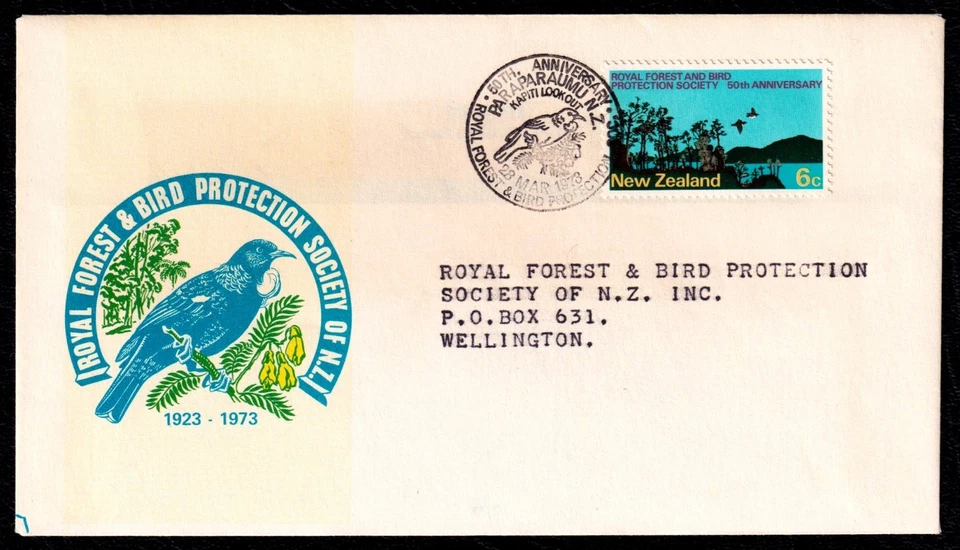 ROYAL FOREST & BIRD PROTECTION SOCIETY OF N.Z.
1923 - 1973
50TH. ANNIVERSARY
ROYAL FOREST & BIRD PROTECTION SOC.
PARAPARAUMU N.Z.
KAPITI LOOKOUT
28 MAR 1973
ROYAL FOREST AND BIRD
PROTECTION SOCIETY 50th ANNIVERSARY
New Zealand 6c
ROYAL FOREST & BIRD PROTECTION
SOCIETY OF N.Z. INC.
P.O.BOX 631.
WELLINGTON.